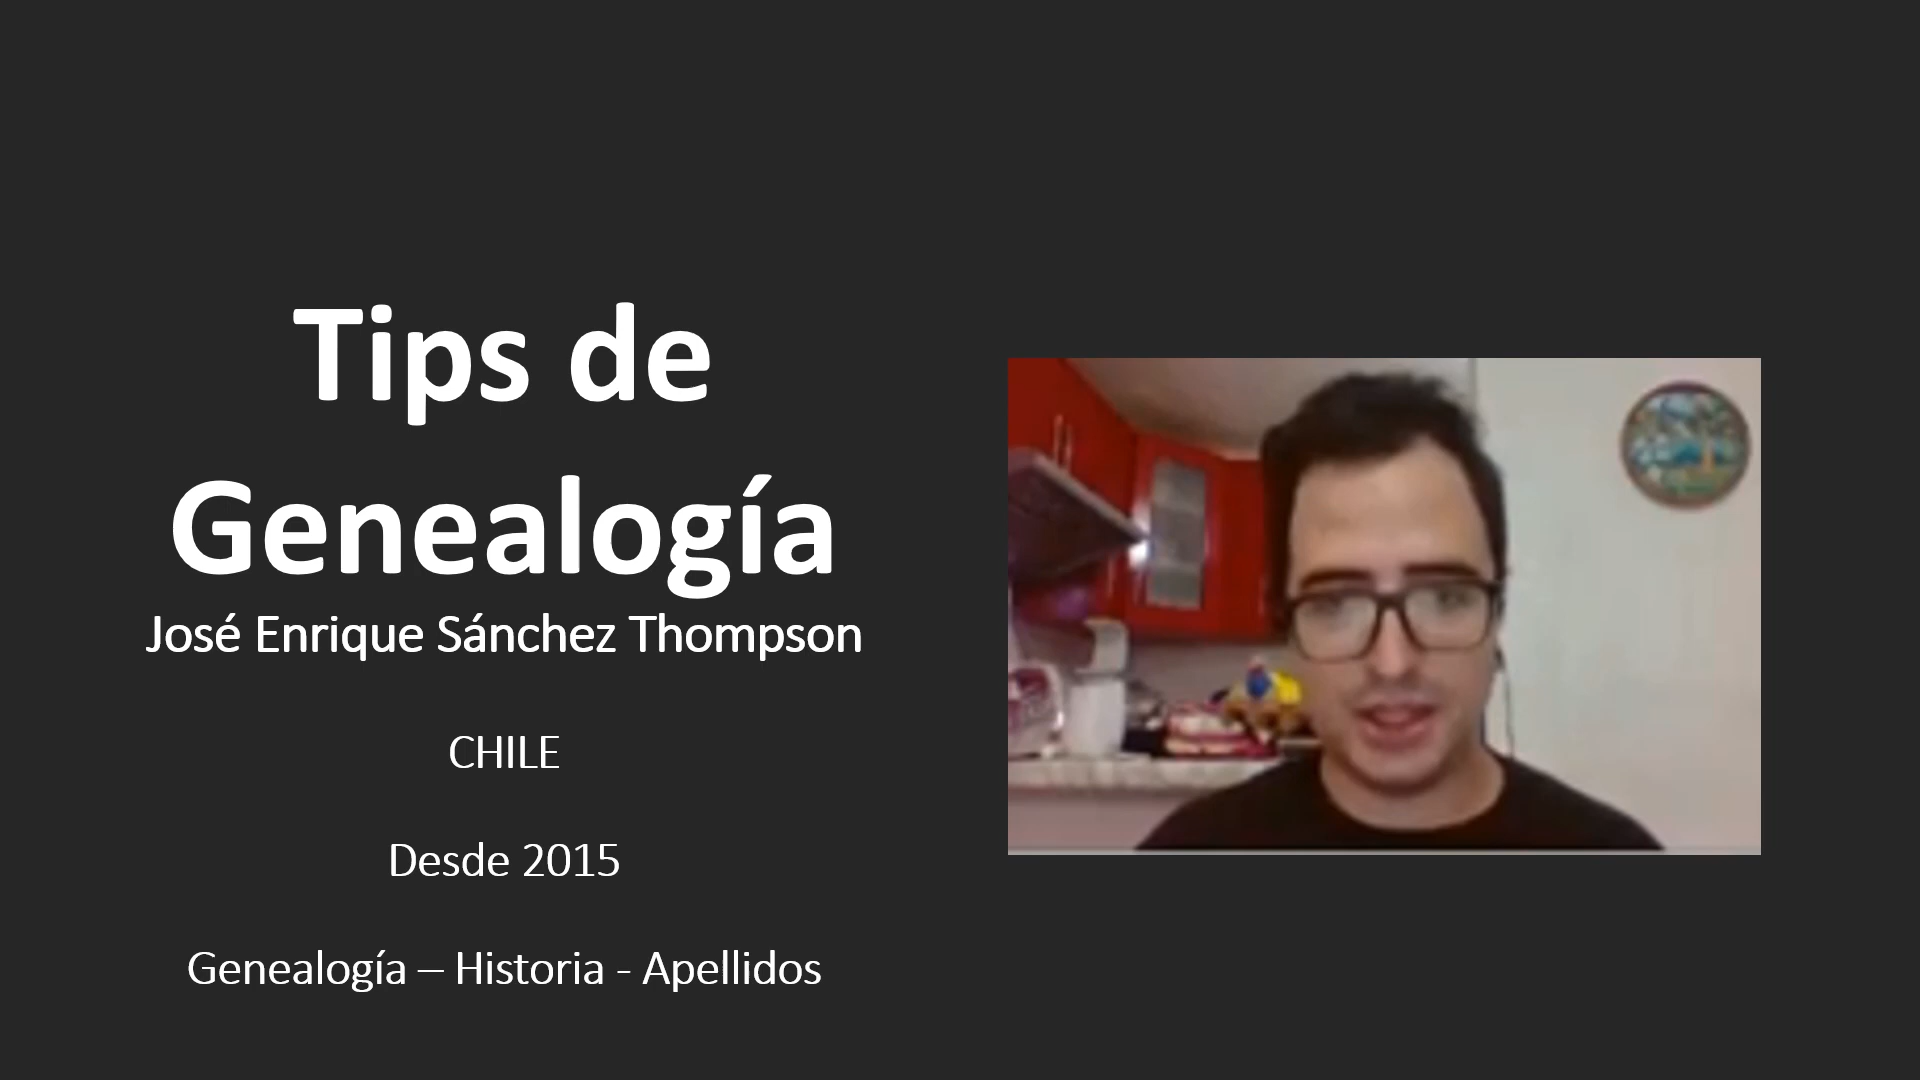 Tips de
Genealogía
José Enrique Sánchez Thompson
CHILE
Desde 2015
Genealogía – Historia - Apellidos